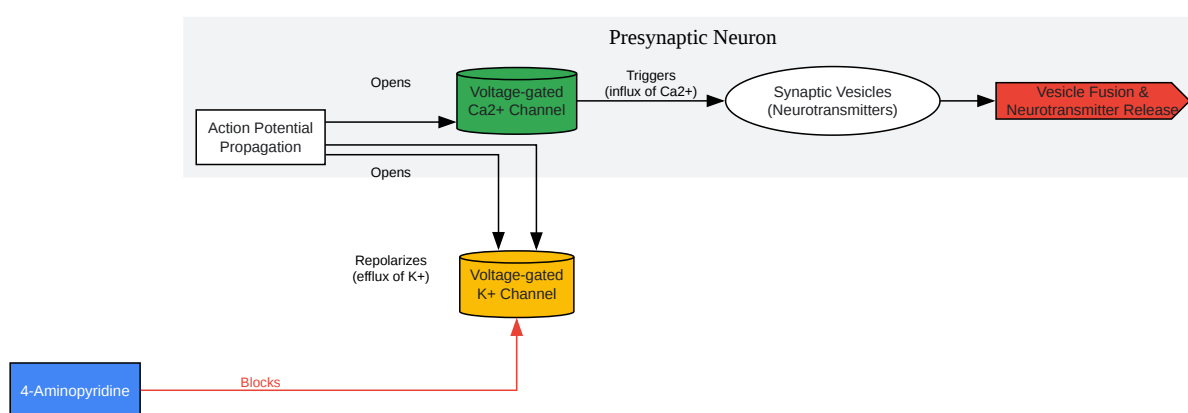 Presynaptic Neuron
Opens
Voltage-gated
Ca2+ Channel
Triggers
(influx of Ca2+)
Synaptic Vesicles
(Neurotransmitters)
Vesicle Fusion &
Neurotransmitter Release
Action Potential
Propagation
Opens
Repolarizes
(efflux of K+)
Voltage-gated
K+ Channel
4-Aminopyridine
Blocks